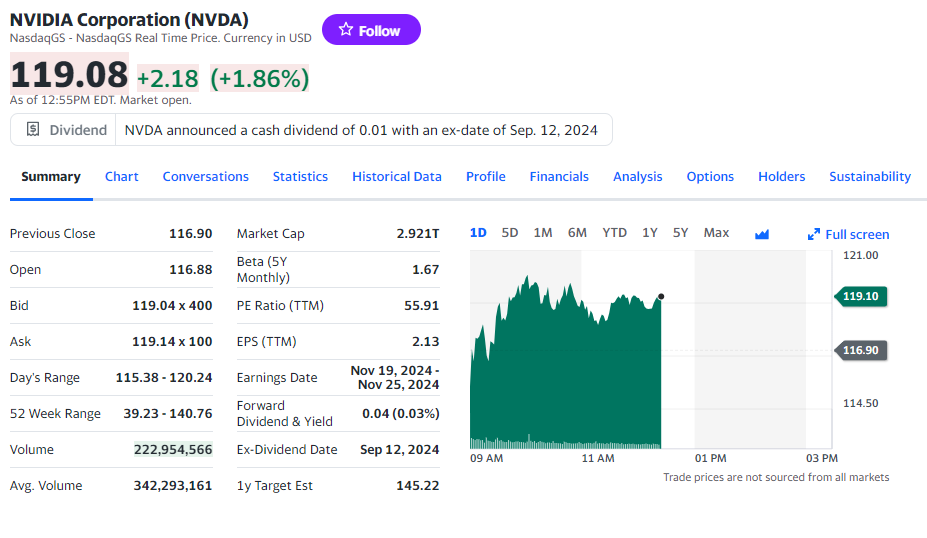 NVIDIA Corporation (NVDA)
NasdaqGS - NasdaqGS Real Time Price. Currency in USD
Follow
119.08 +2.18 (+1.86%)
As of 12:55PM EDT. Market open.
Dividend NVDA announced a cash dividend of 0.01 with an ex-date of Sep. 12, 2024
Summary Chart Conversations Statistics Historical Data Profile Financials Analysis Options Holders Sustainability
Previous Close 116.90
Open 116.88
Bid 119.04 x 400
Ask 119.14 x 100
Day's Range 115.38 - 120.24
52 Week Range 39.23 - 140.76
Volume 222,954,566
Avg. Volume 342,293,161
Market Cap 2.921T
Beta (5Y
Monthly) 1.67
PE Ratio (TTM) 55.91
EPS (TTM) 2.13
Earnings Date Nov 19, 2024 -
Nov 25, 2024
Forward
Dividend & Yield 0.04 (0.03%)
Ex-Dividend Date Sep 12, 2024
1y Target Est 145.22
1D 5D 1M 6M YTD 1Y 5Y Max Full screen
121.00
119.10
116.90
114.50
09 AM 11 AM 01 PM 03 PM
Trade prices are not sourced from all markets